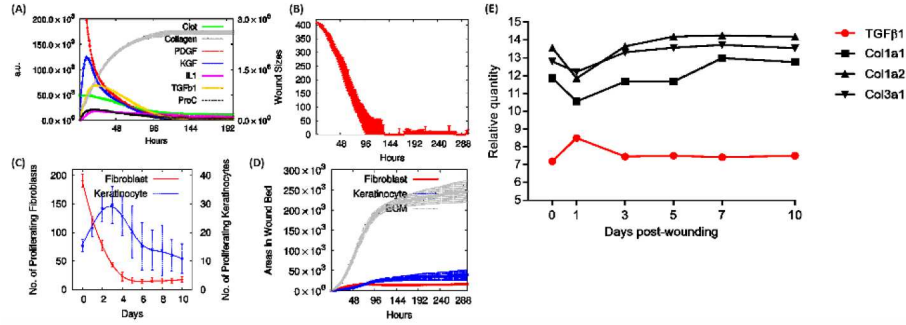 (A)
200.0×10³
150.0×10³
100.0×10³
50.0×10³
0.0×10⁰
a.u.
3.0×10³
1.5×10³
0.0×10⁰
Clot
Collagen
PDGF
KGF
IL1
TGFb1
ProC
48 96 144 192
Hours
(B)
Wound Sizes
400
350
300
250
200
150
100
50
0
48 96 144 192 240 288
Hours
(C)
No. of Proliferating Fibroblasts
200
150
100
50
0
Fibroblast
Keratinocyte
40
30
20
10
0
No. of Proliferating Keratinocytes
0 2 4 6 8 10
Days
(D)
Areas in Wound Bed
300×10³
250×10³
200×10³
150×10³
100×10³
50×10³
0×10⁰
Fibroblast
Keratinocyte
ECM
48 96 144 192 240 288
Hours
(E)
Relative quantity
15
14
13
12
11
10
9
8
7
6
5
0 1 3 5 7 10
Days post-wounding
TGFβ1
Col1a1
Col1a2
Col3a1